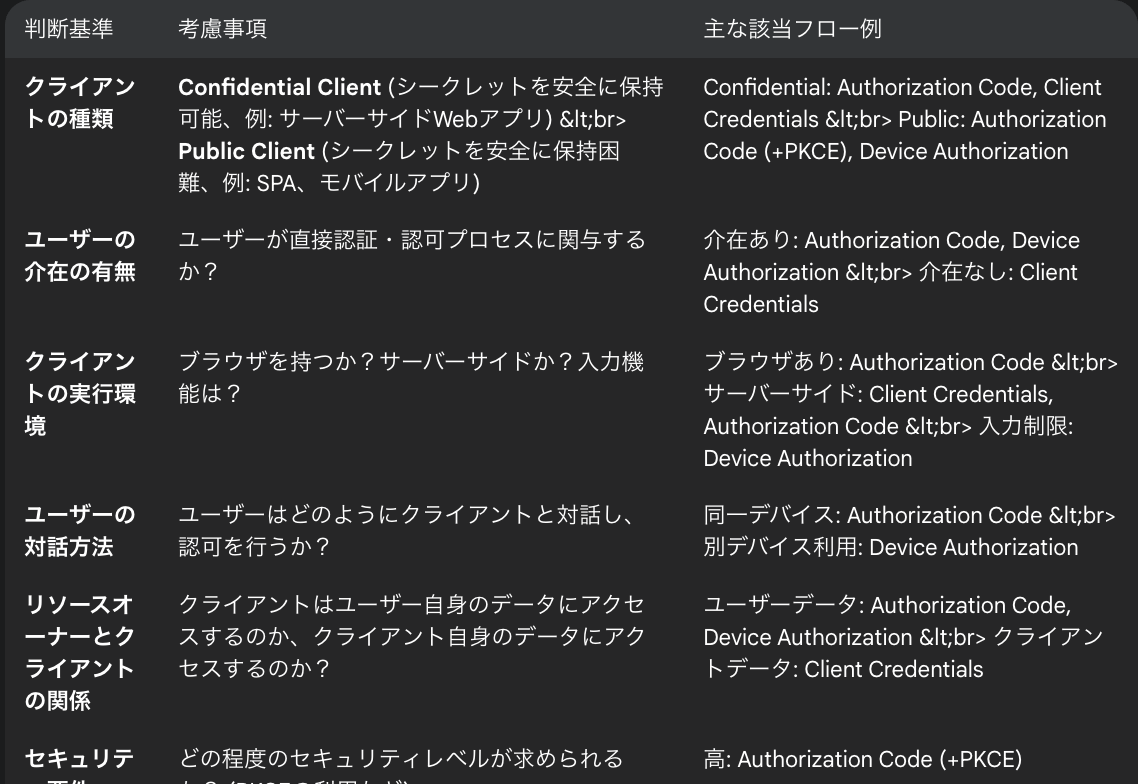 判断基準 考慮事項 主な該当フロー例
クライアン
トの種類
Confidential Client (シークレットを安全に保持
可能、例: サーバーサイドWebアプリ) &lt;br>
Public Client (シークレットを安全に保持困
難、例: SPA、モバイルアプリ)
Confidential: Authorization Code, Client
Credentials &lt;br> Public: Authorization
Code (+PKCE), Device Authorization
ユーザーの
介在の有無
ユーザーが直接認証・認可プロセスに関与する
か？
介在あり: Authorization Code, Device
Authorization &lt;br> 介在なし: Client
Credentials
クライアン
トの実行環
境
ブラウザを持つか？サーバーサイドか？入力機
能は？
ブラウザあり: Authorization Code &lt;br>
サーバーサイド: Client Credentials,
Authorization Code &lt;br> 入力制限:
Device Authorization
ユーザーの
対話方法
ユーザーはどのようにクライアントと対話し、
認可を行うか？
同一デバイス: Authorization Code &lt;br>
別デバイス利用: Device Authorization
リソースオ
ーナーとク
ライアント
の関係
クライアントはユーザー自身のデータにアクセ
スするのか、クライアント自身のデータにアク
セスするのか？
ユーザーデータ: Authorization Code,
Device Authorization &lt;br> クライアン
トデータ: Client Credentials
セキュリテ
どの程度のセキュリティレベルが求められる
高: Authorization Code (+PKCE)